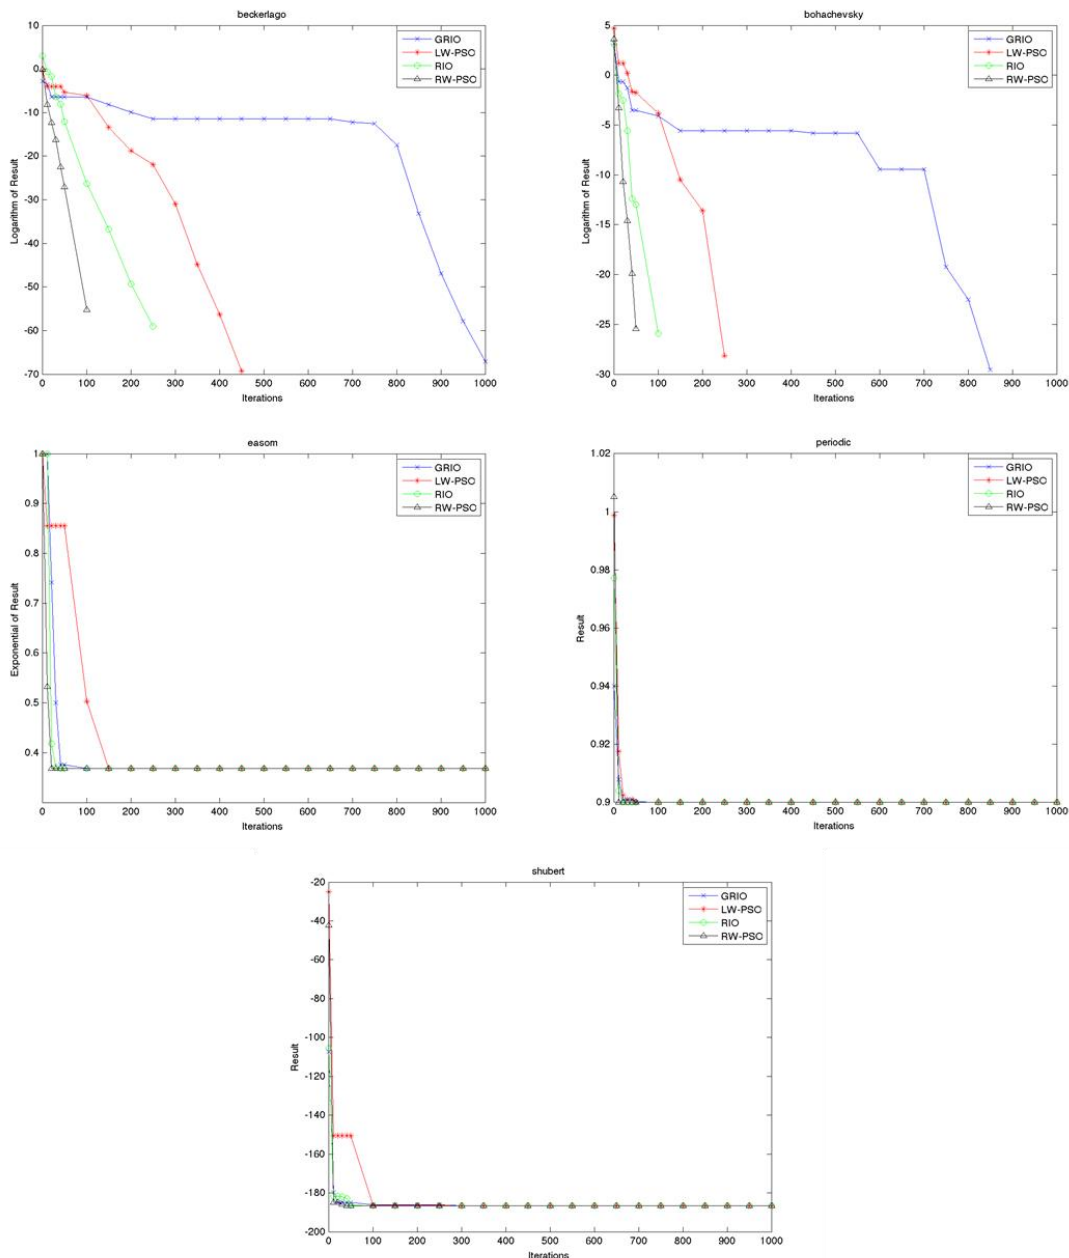 beckerlago
10
0
-10
-20
-30
-40
-50
-60
-70
Logarithm of Result
GRIO
LW-PSO
RIO
RW-PSO
0 100 200 300 400 500 600 700 800 900 1000
Iterations
bohachevsky
5
0
-5
-10
-15
-20
-25
-30
Logarithm of Result
GRIO
LW-PSO
RIO
RW-PSO
0 100 200 300 400 500 600 700 800 900 1000
Iterations
easom
1
0.9
0.8
0.7
0.6
0.5
0.4
Exponential of Result
GRIO
LW-PSO
RIO
RW-PSO
0 100 200 300 400 500 600 700 800 900 1000
Iterations
periodic
1.02
1
0.98
0.96
0.94
0.92
0.9
Result
GRIO
LW-PSO
RIO
RW-PSO
0 100 200 300 400 500 600 700 800 900 1000
Iterations
shubert
-20
-40
-60
-80
-100
-120
-140
-160
-180
-200
Result
GRIO
LW-PSO
RIO
RW-PSO
0 100 200 300 400 500 600 700 800 900 1000
Iterations